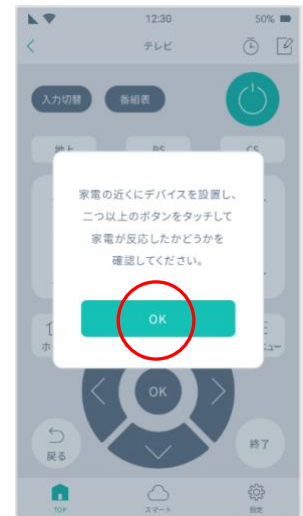 12:30
50%
テレビ
入力切替
番組表
BS
CS
家電の近くにデバイスを設置し、
二つ以上のボタンをタッチして
家電が反応したかどうかを
確認してください。
OK
OK
戻る
終了
TOP
スマート
設定